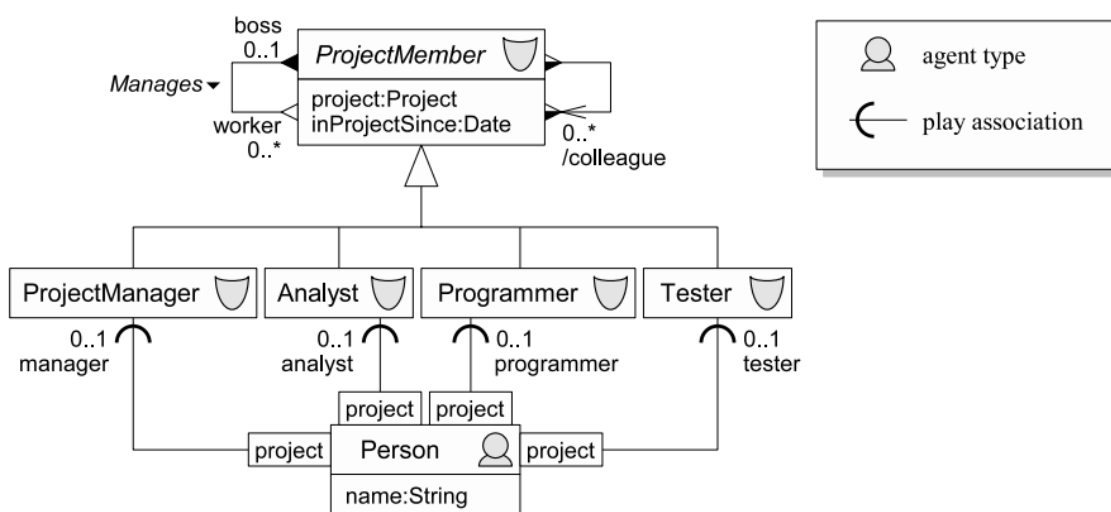 boss
0..1
ProjectMember
Manages
project:Project
inProjectSince:Date
worker
0..*
0..*
/colleague
agent type
play association
ProjectManager
Analyst
Programmer
Tester
0..1
manager
0..1
analyst
0..1
programmer
0..1
tester
project
project
project
Person
project
name:String